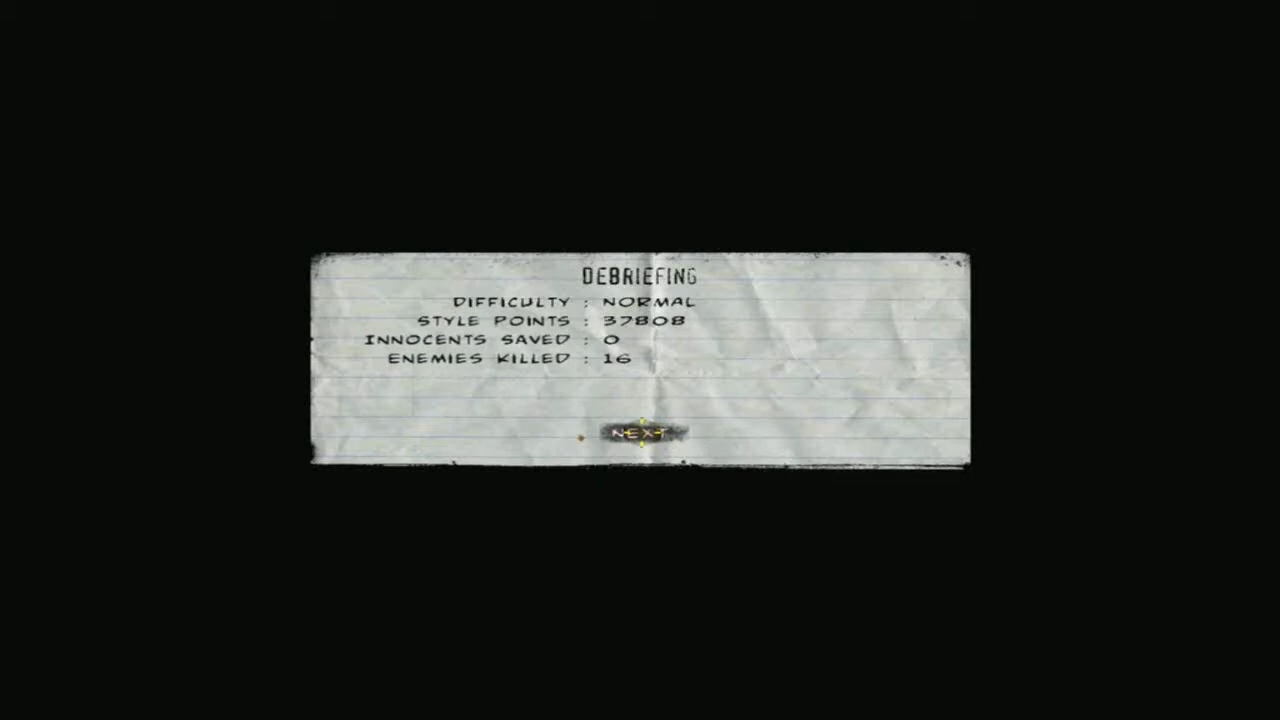 DEBRIEFING
DIFFICULTY : NORMAL
STYLE POINTS : 37808
INNOCENTS SAVED : 0
ENEMIES KILLED : 16
NEXT